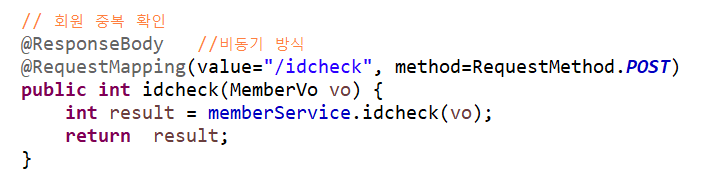 // 회원 중복 확인
@ResponseBody   //비동기 방식
@RequestMapping(value="/idcheck", method=RequestMethod.POST)
public int idcheck(MemberVo vo) {
    int result = memberService.idcheck(vo);
    return  result;
}